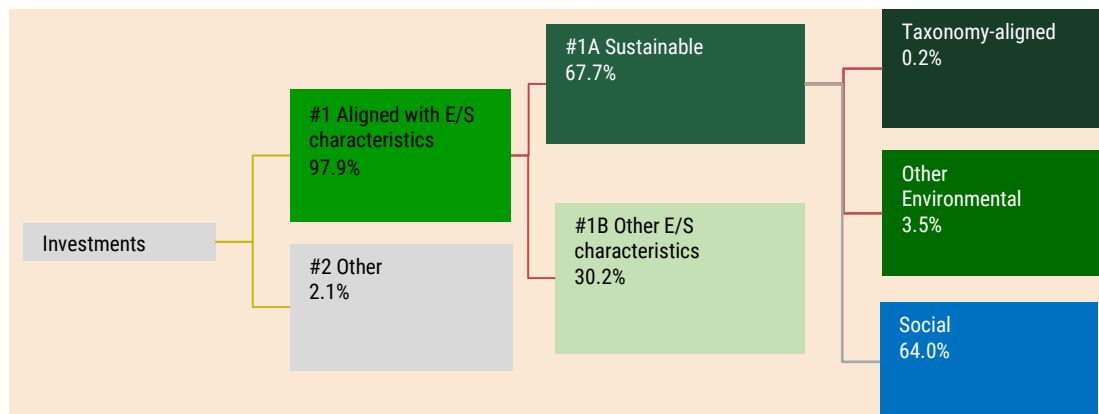 Investments
#1 Aligned with E/S
characteristics
97.9%
#2 Other
2.1%
#1A Sustainable
67.7%
#1B Other E/S
characteristics
30.2%
Taxonomy-aligned
0.2%
Other
Environmental
3.5%
Social
64.0%